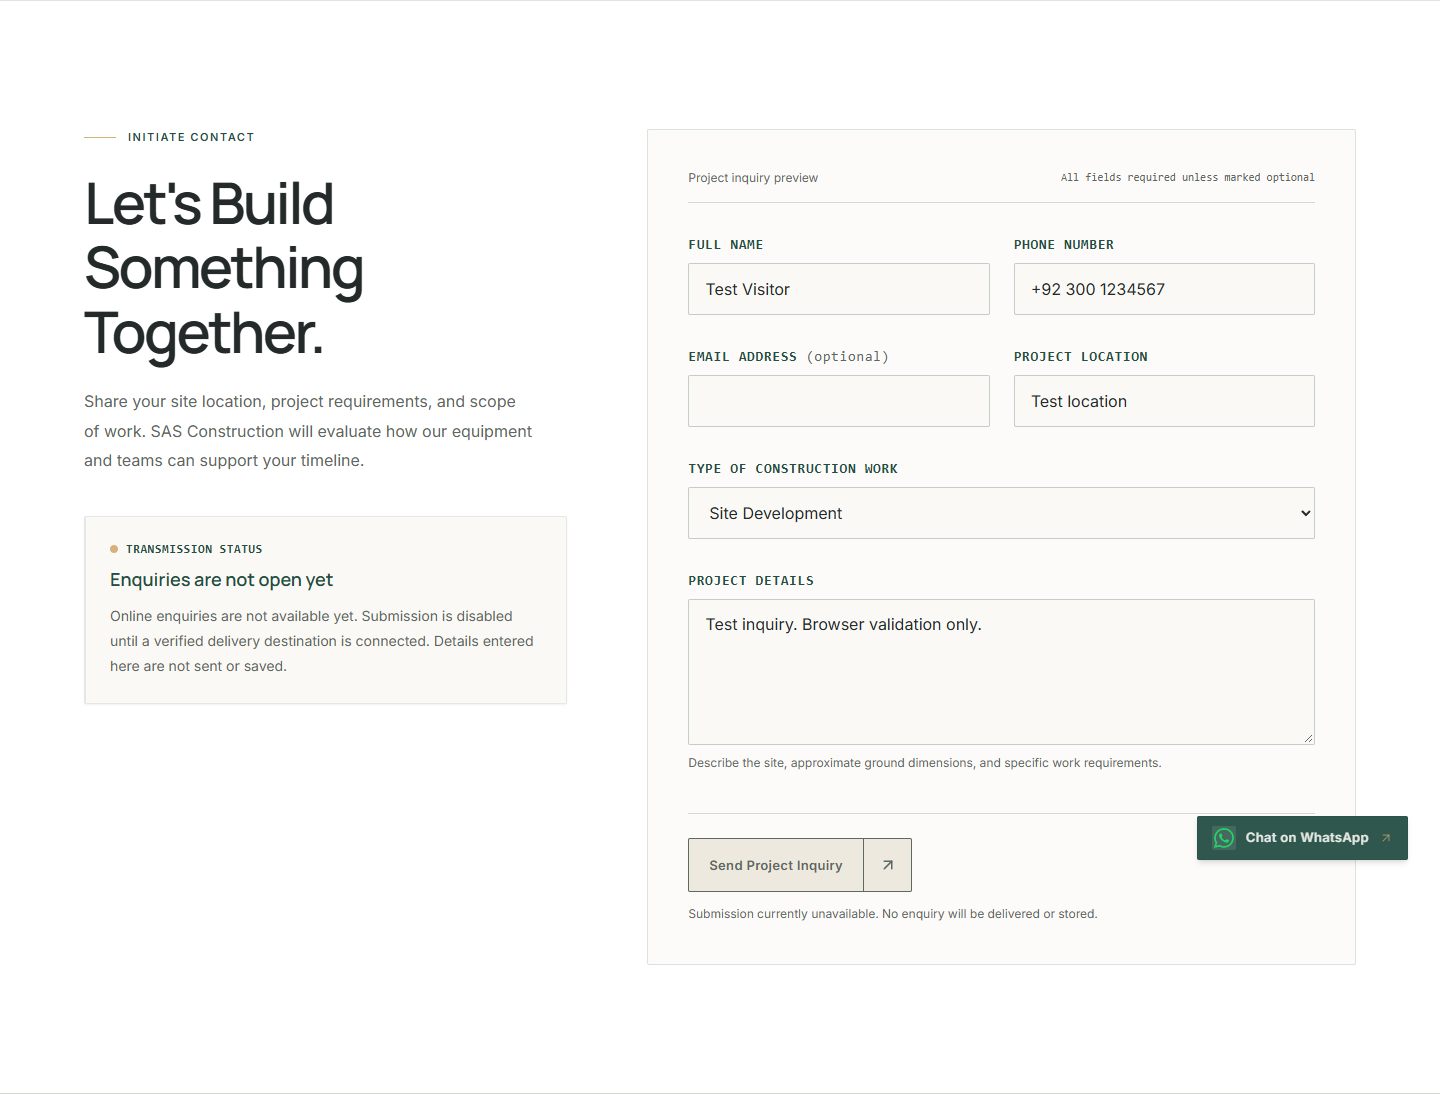 INITIATE CONTACT
Let's Build
Something
Together.
Share your site location, project requirements, and scope
of work. SAS Construction will evaluate how our equipment
and teams can support your timeline.
TRANSMISSION STATUS
Enquiries are not open yet
Online enquiries are not available yet. Submission is disabled
until a verified delivery destination is connected. Details entered
here are not sent or saved.
Project inquiry preview
All fields required unless marked optional
FULL NAME
Test Visitor
PHONE NUMBER
+92 300 1234567
EMAIL ADDRESS (optional)
PROJECT LOCATION
Test location
TYPE OF CONSTRUCTION WORK
Site Development
PROJECT DETAILS
Test inquiry. Browser validation only.
Describe the site, approximate ground dimensions, and specific work requirements.
Chat on WhatsApp
Send Project Inquiry
Submission currently unavailable. No enquiry will be delivered or stored.